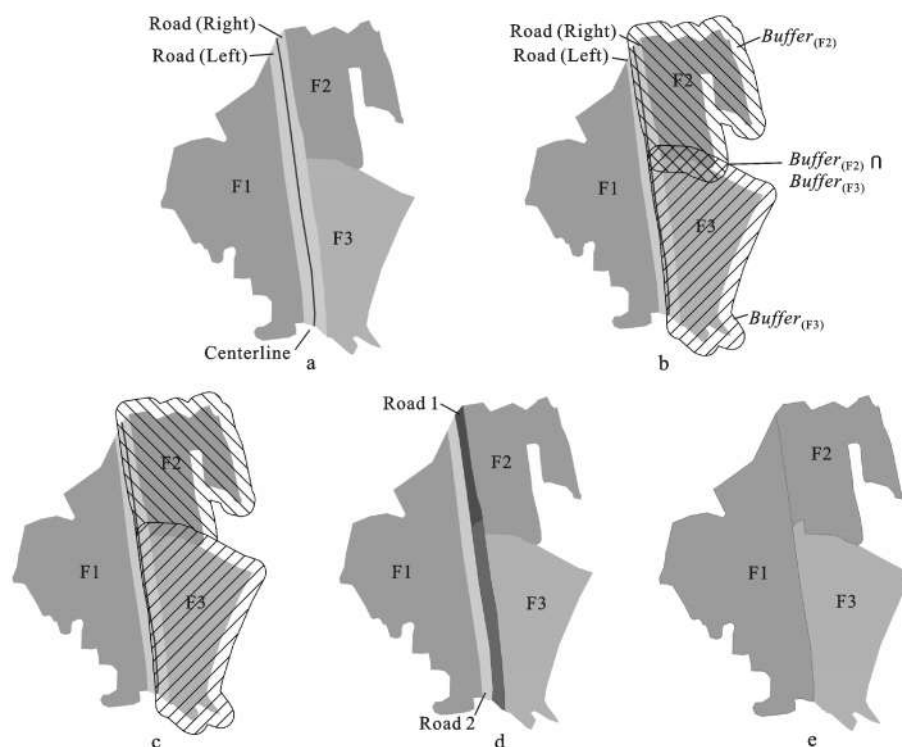 Road (Right)
Road (Left)
F2
F1
F3
Centerline
a
Road (Right)
Road (Left)
Buffer(F2)
F2
Buffer(F2) ∩
Buffer(F3)
F1
F3
Buffer(F3)
b
F2
F1
F3
c
Road 1
F2
F1
F3
Road 2
d
F2
F1
F3
e